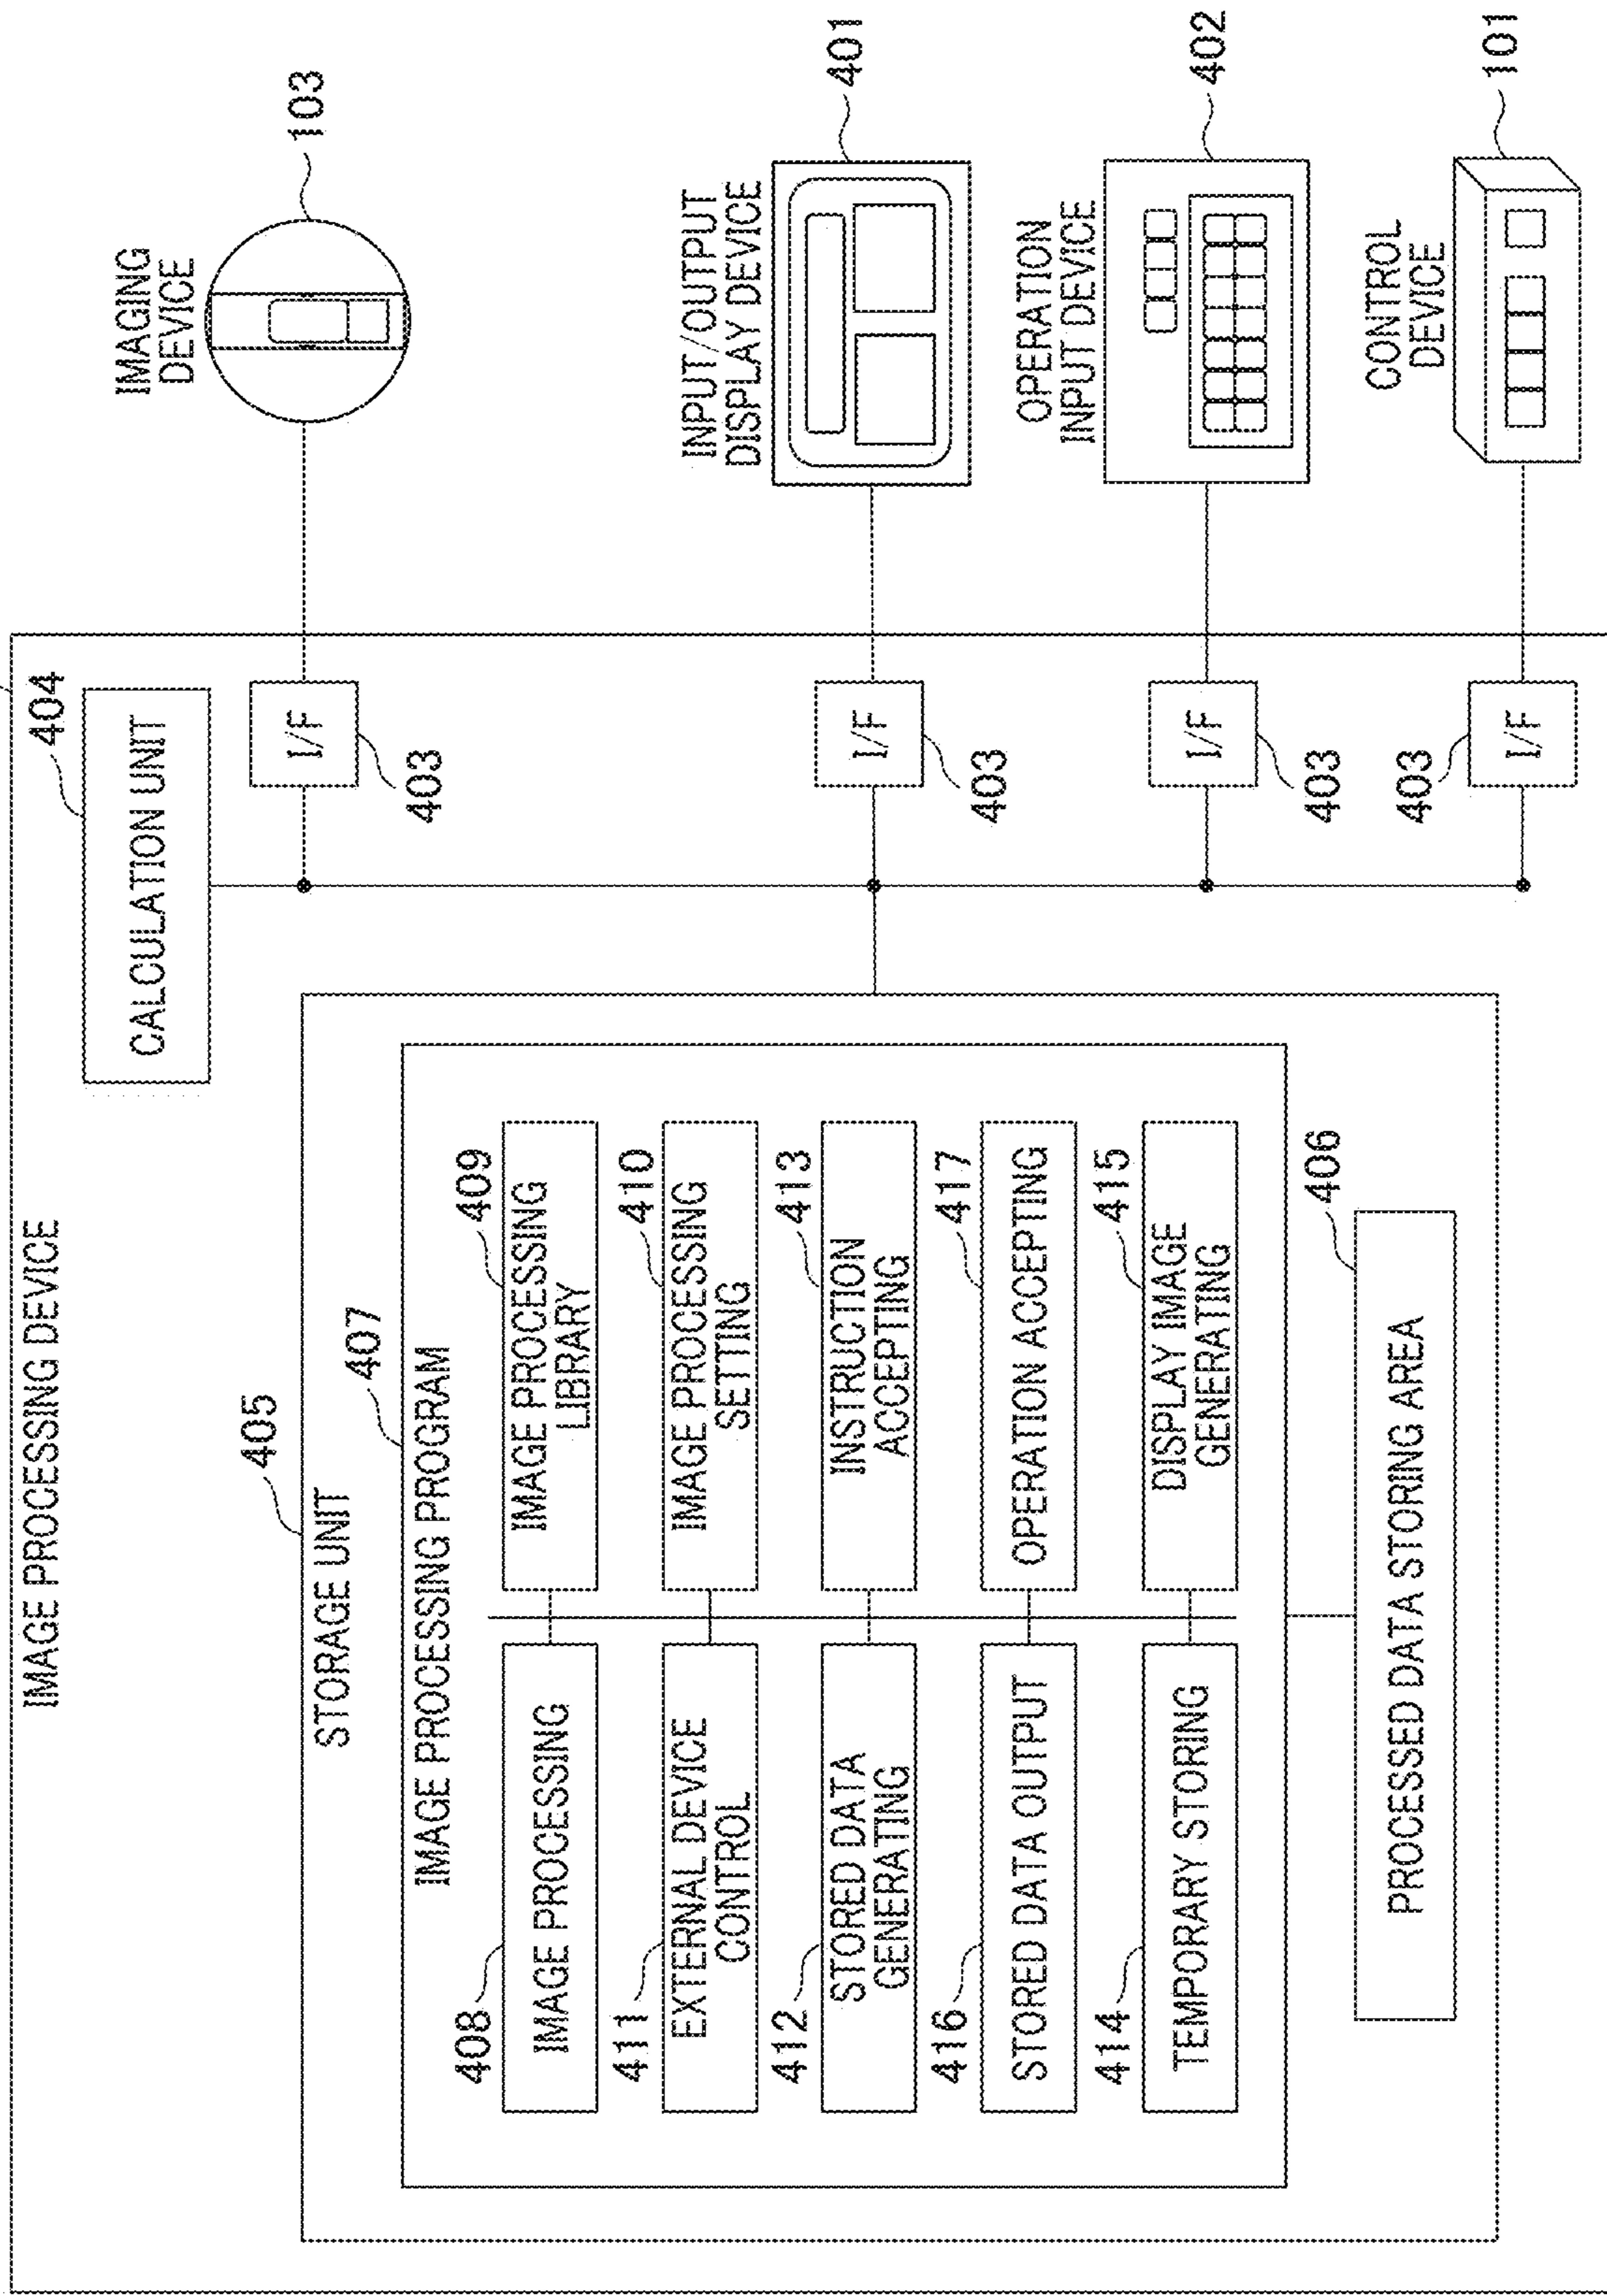 IMAGE PROCESSING DEVICE
404
CALCULATION UNIT
405
STORAGE UNIT
407
IMAGE PROCESSING PROGRAM
408
IMAGE PROCESSING
409
IMAGE PROCESSING
LIBRARY
411
EXTERNAL DEVICE
CONTROL
410
IMAGE PROCESSING
SETTING
412
STORED DATA
GENERATING
413
INSTRUCTION
ACCEPTING
416
STORED DATA OUTPUT
417
OPERATION ACCEPTING
414
TEMPORARY STORING
415
DISPLAY IMAGE
GENERATING
406
PROCESSED DATA STORING AREA
I/F
403
I/F
403
I/F
403
I/F
403
IMAGING
DEVICE
103
INPUT/OUTPUT
DISPLAY DEVICE
401
OPERATION
INPUT DEVICE
402
CONTROL
DEVICE
101